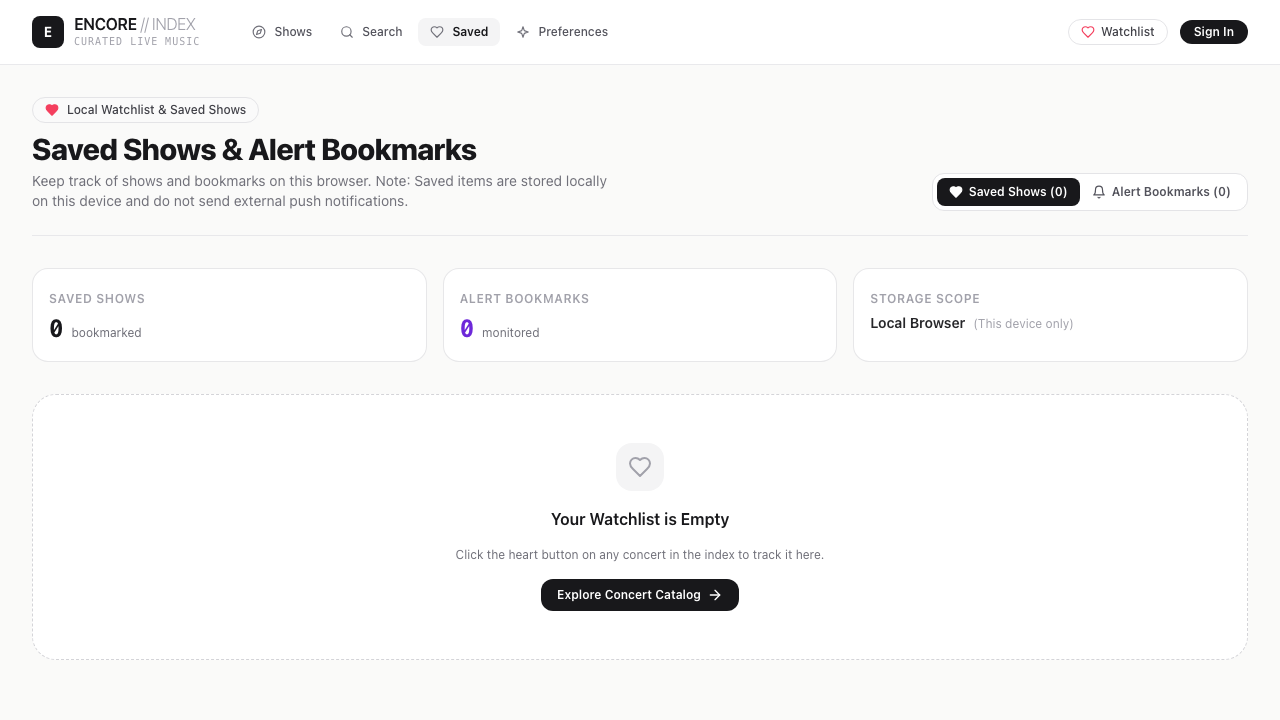 E
ENCORE // INDEX
CURATED LIVE MUSIC
Shows
Search
Saved
Preferences
Watchlist
Sign In
Local Watchlist & Saved Shows
Saved Shows & Alert Bookmarks
Keep track of shows and bookmarks on this browser. Note: Saved items are stored locally
on this device and do not send external push notifications.
Saved Shows (0)
Alert Bookmarks (0)
SAVED SHOWS
0 bookmarked
ALERT BOOKMARKS
0 monitored
STORAGE SCOPE
Local Browser (This device only)
Your Watchlist is Empty
Click the heart button on any concert in the index to track it here.
Explore Concert Catalog